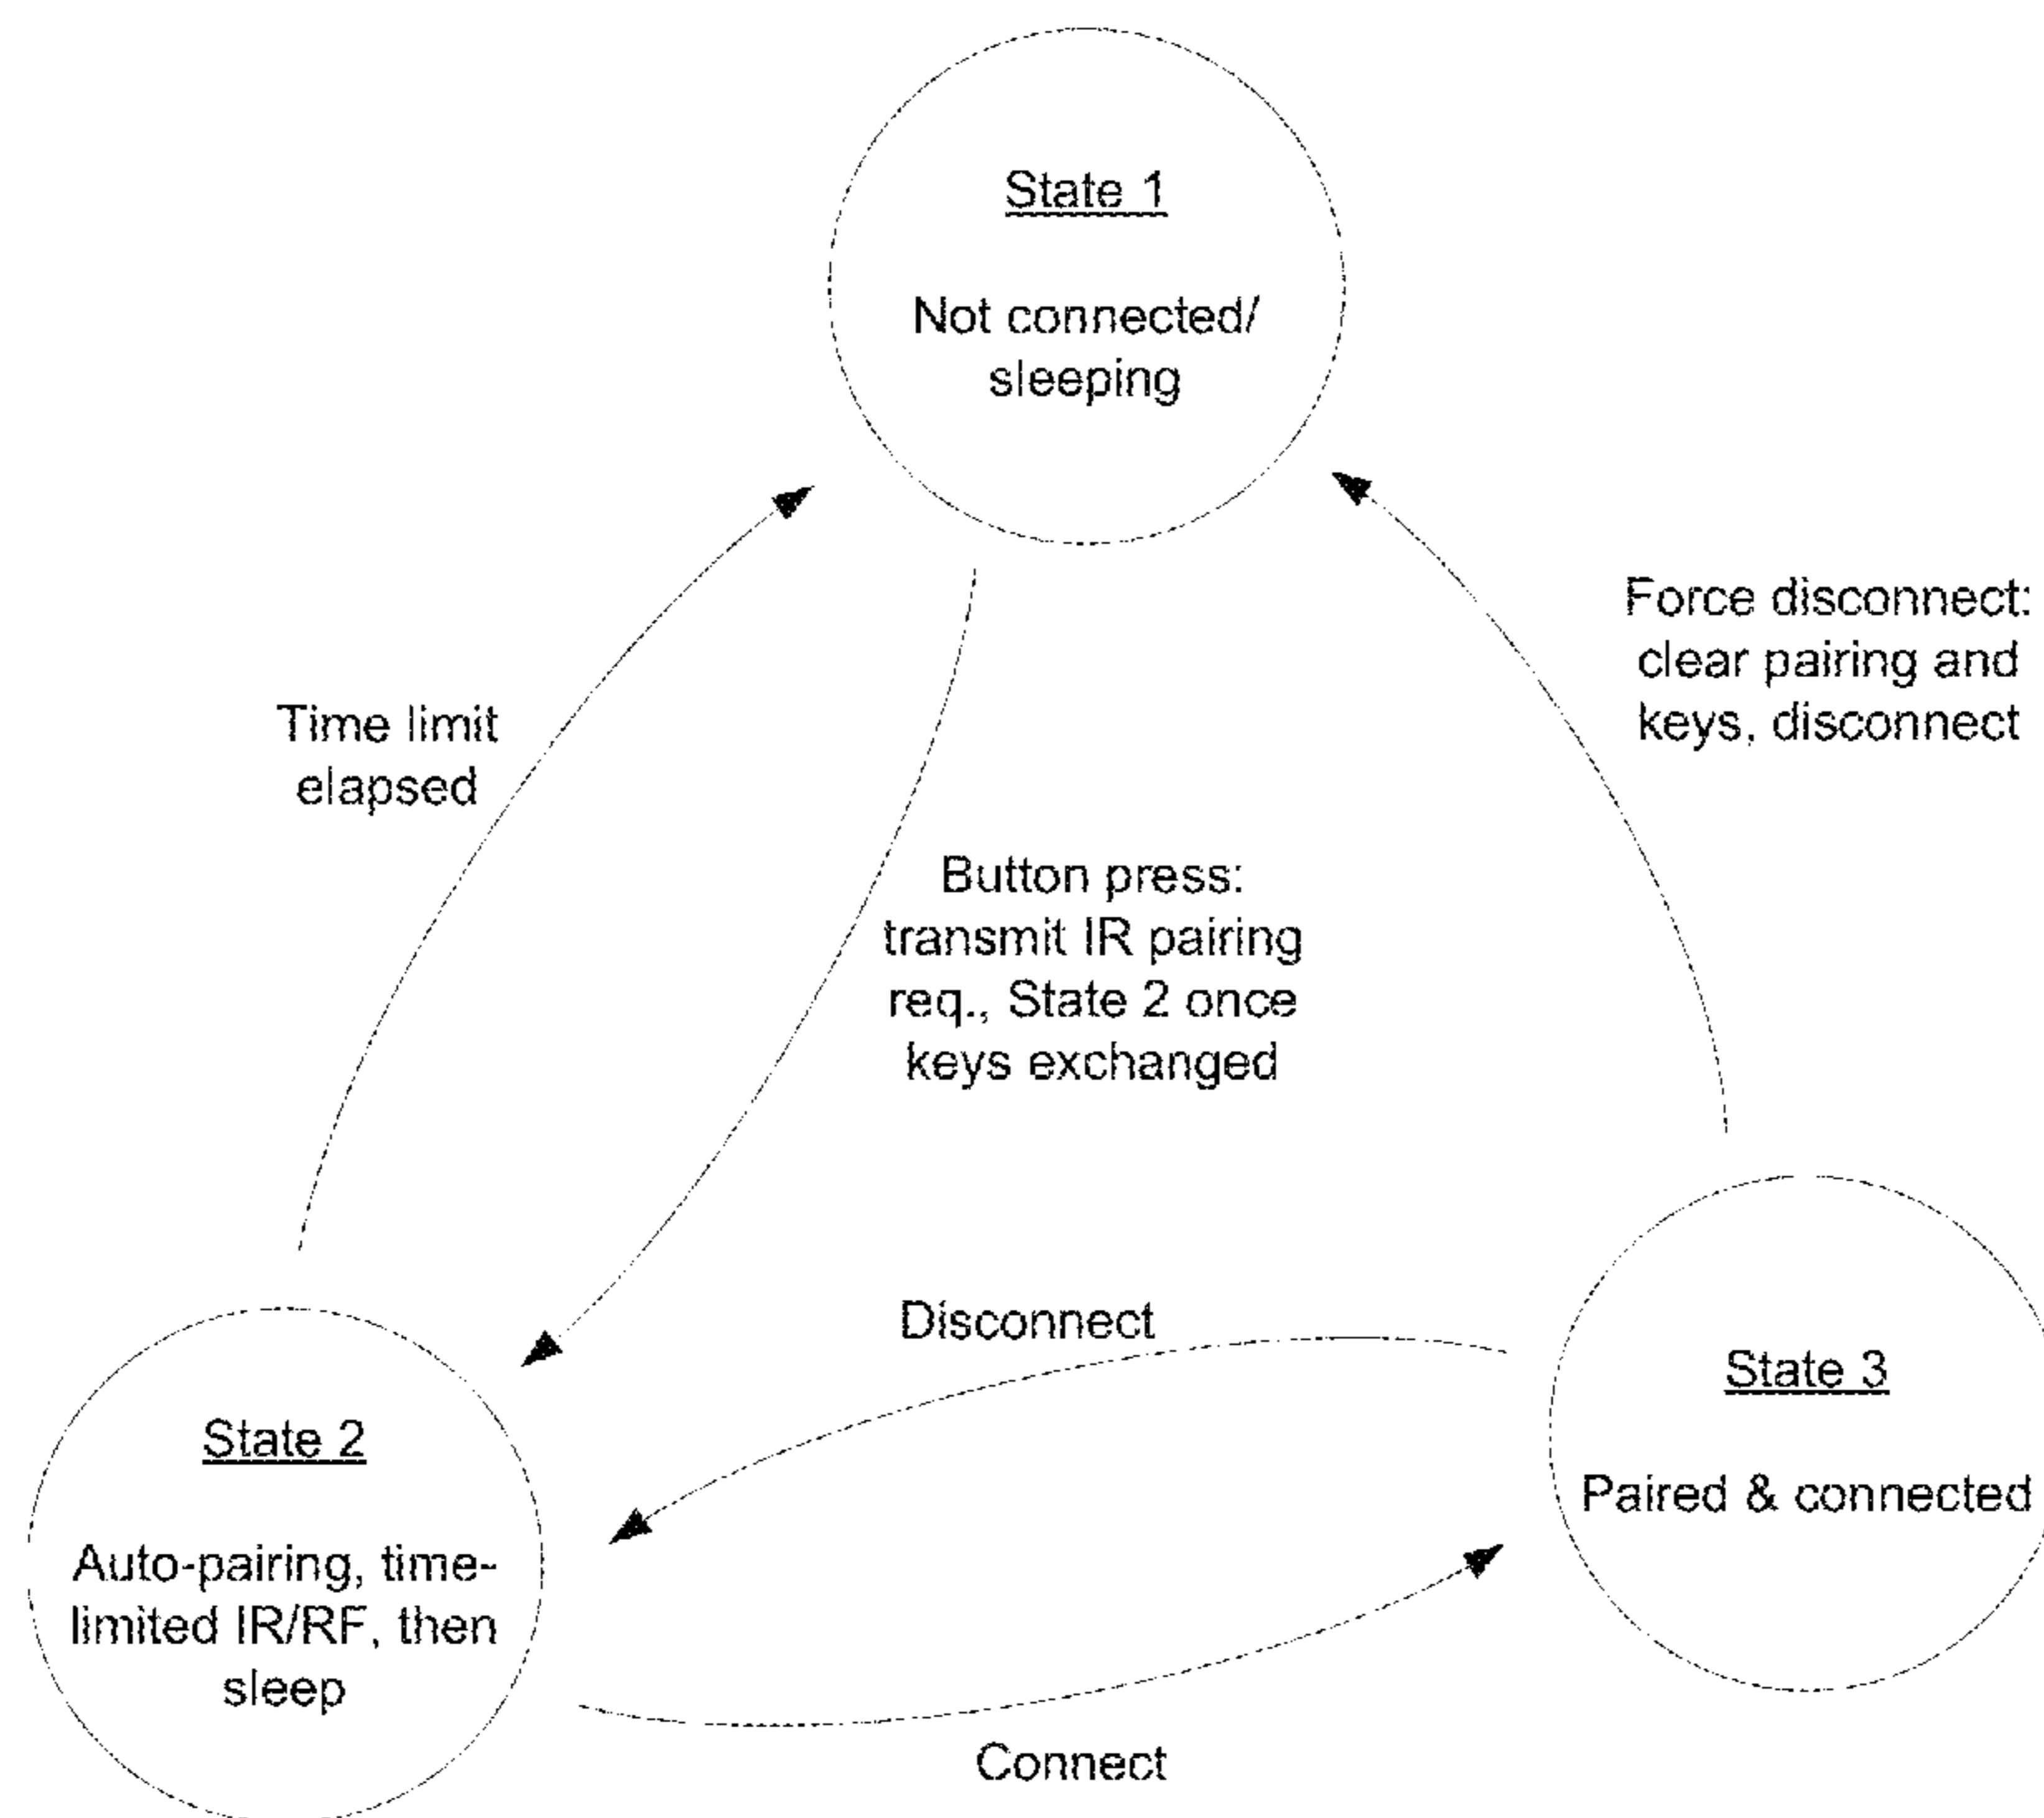 State 1
Not connected/
sleeping
Force disconnect:
clear pairing and
keys, disconnect
Time limit
elapsed
Button press:
transmit IR pairing
req., State 2 once
keys exchanged
Disconnect
State 3
Paired & connected
State 2
Auto-pairing, time-
limited IR/RF, then
sleep
Connect